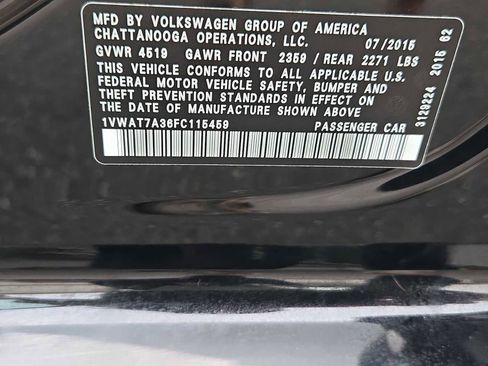 MFD BY VOLKSWAGEN GROUP OF AMERICA
CHATTANOOGA OPERATIONS, LLC. 07/2015
GVWR 4519 GAWR FRONT 2359 / REAR 2271 LBS
THIS VEHICLE CONFORMS TO ALL APPLICABLE U.S.
FEDERAL MOTOR VEHICLE SAFETY, BUMPER AND
THEFT PREVENTION STANDARDS IN EFFECT ON
THE DATE OF MANUFACTURE SHOWN ABOVE
1VWAT7A36FC115459 PASSENGER CAR
3129224 2015 62